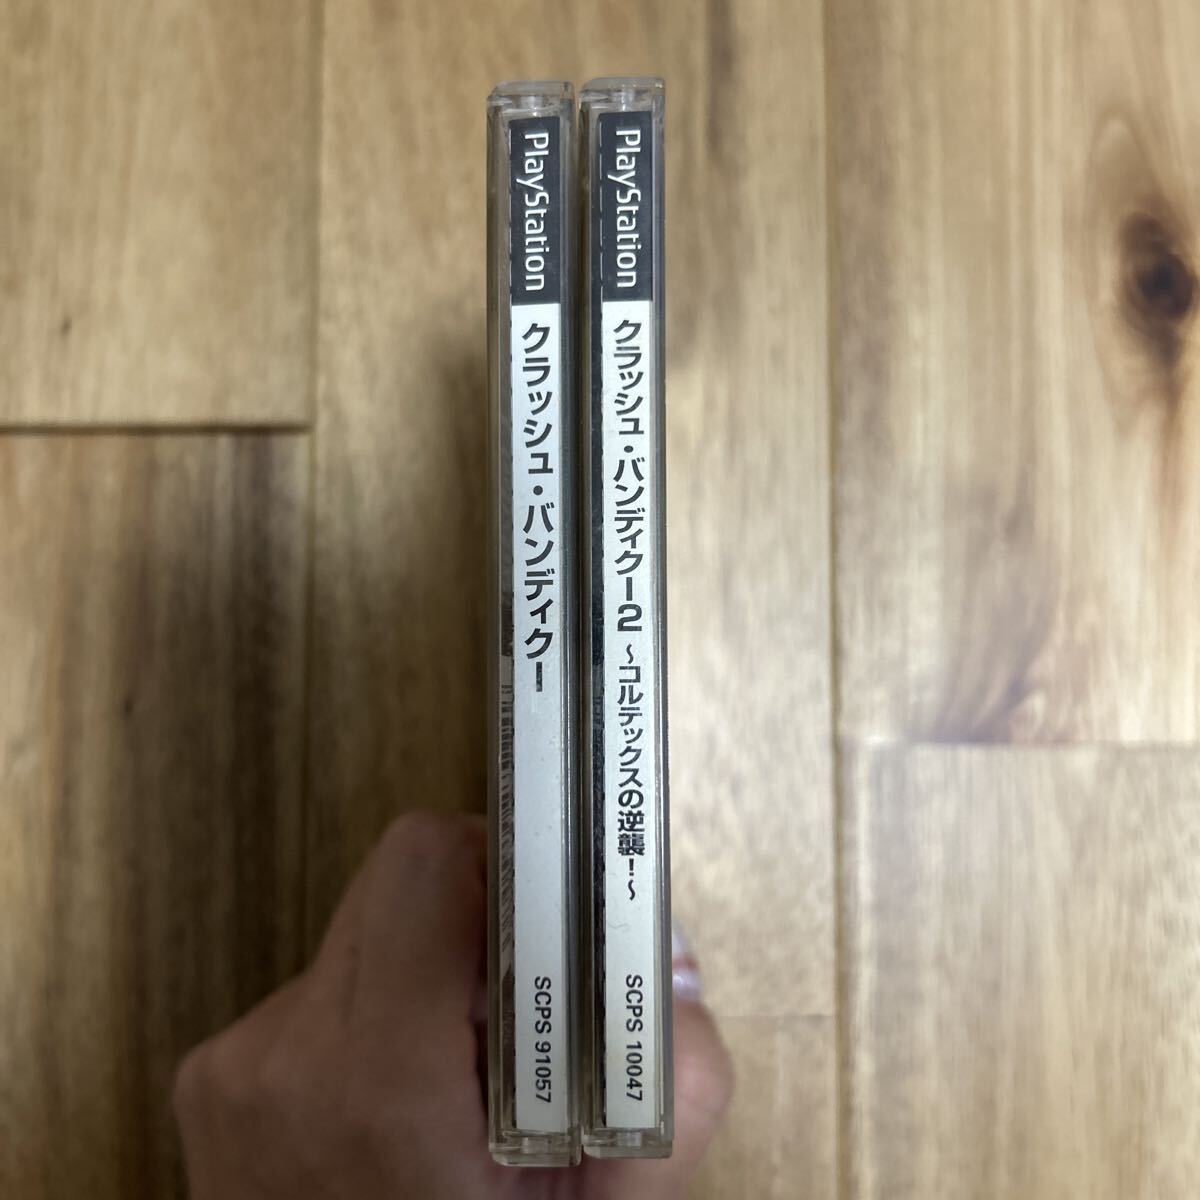 PlayStation クラッシュ・バンディクー SCPS 91057
PlayStation クラッシュ・バンディクー2 ～コルテックスの逆襲!～ SCPS 10047